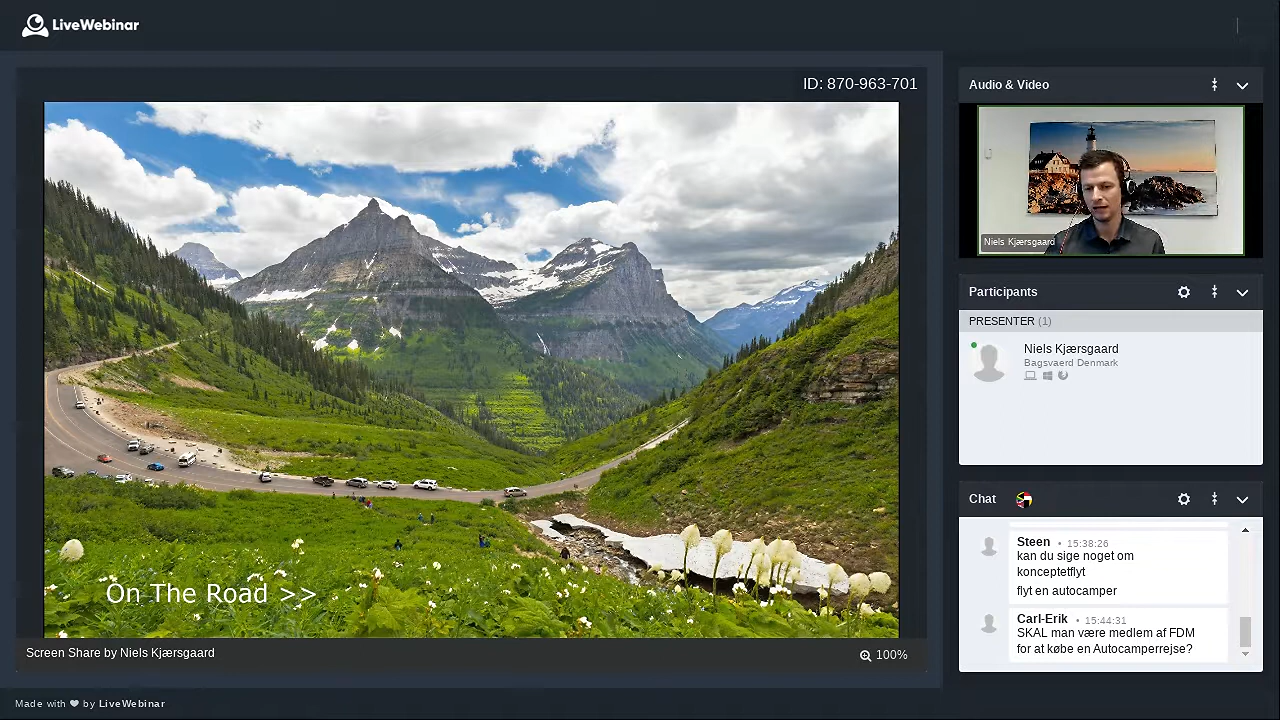 LiveWebinar
ID: 870-963-701
On The Road >>
Screen Share by Niels Kjærsgaard
100%
Audio & Video
Niels Kjærsgaard
Participants
PRESENTER (1)
Niels Kjærsgaard
Bagsvaerd Denmark
Chat
Steen • 15:38:26
kan du sige noget om
konceptetflyt
flyt en autocamper
Carl-Erik • 15:44:31
SKAL man være medlem af FDM
for at købe en Autocamperrejse?
Made with ❤ by LiveWebinar